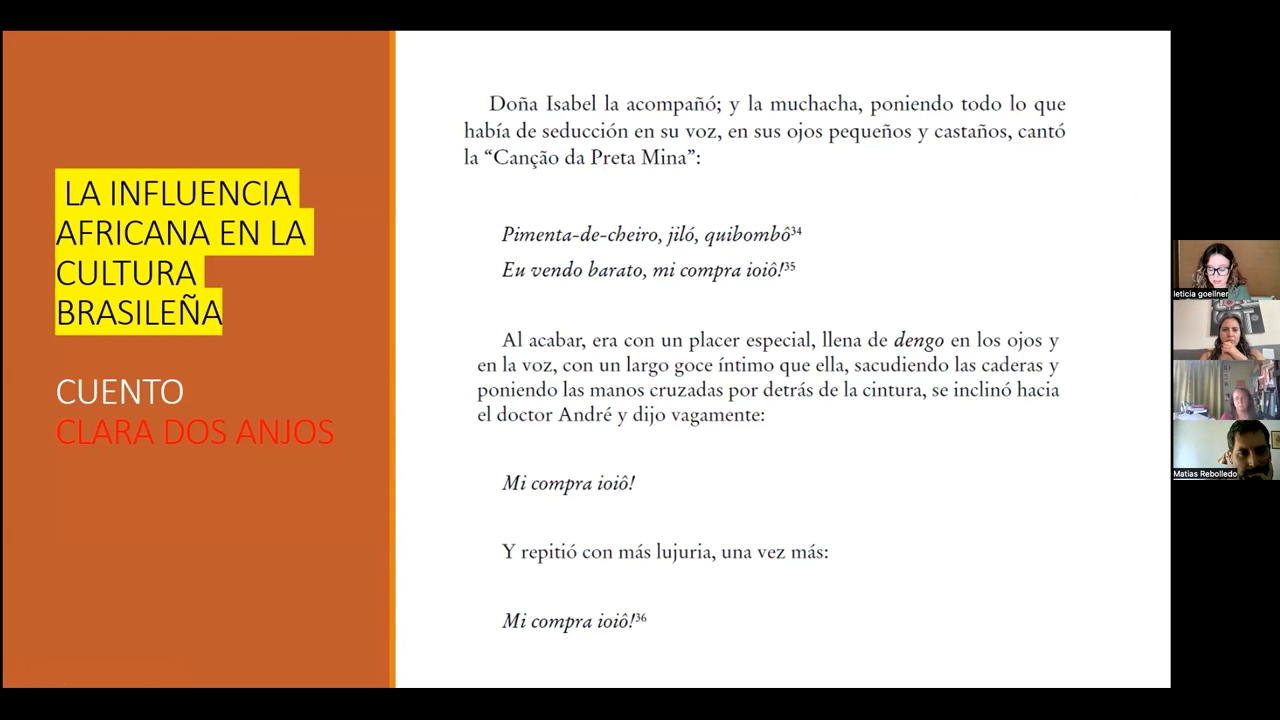 LA INFLUENCIA
AFRICANA EN LA
CULTURA
BRASILEÑA
CUENTO
CLARA DOS ANJOS
Doña Isabel la acompañó; y la muchacha, poniendo todo lo que
había de seducción en su voz, en sus ojos pequeños y castaños, cantó
la “Canção da Preta Mina”:
Pimenta-de-cheiro, jiló, quibombô³⁴
Eu vendo barato, mi compra ioiô!³⁵
Al acabar, era con un placer especial, llena de dengo en los ojos y
en la voz, con un largo goce íntimo que ella, sacudiendo las caderas y
poniendo las manos cruzadas por detrás de la cintura, se inclinó hacia
el doctor André y dijo vagamente:
Mi compra ioiô!
Y repitió con más lujuria, una vez más:
Mi compra ioiô!³⁶
leticia goellner
Matias Rebolledo